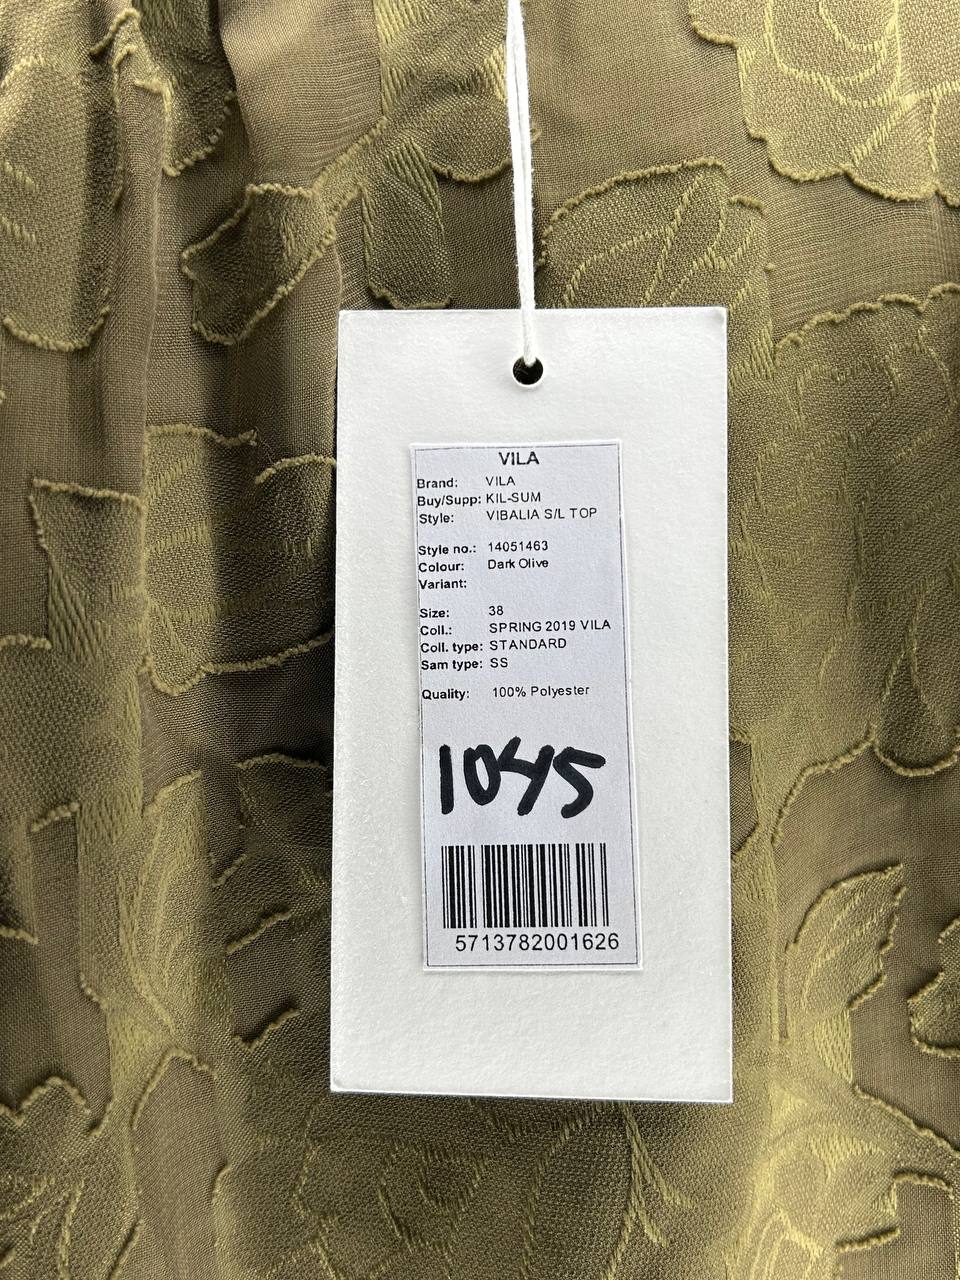 VILA
Brand: VILA
Buy/Supp: KIL-SUM
Style: VIBALIA S/L TOP
Style no.: 14051463
Colour: Dark Olive
Variant:
Size: 38
Coll.: SPRING 2019 VILA
Coll. type: STANDARD
Sam type: SS
Quality: 100% Polyester
1045
5713782001626